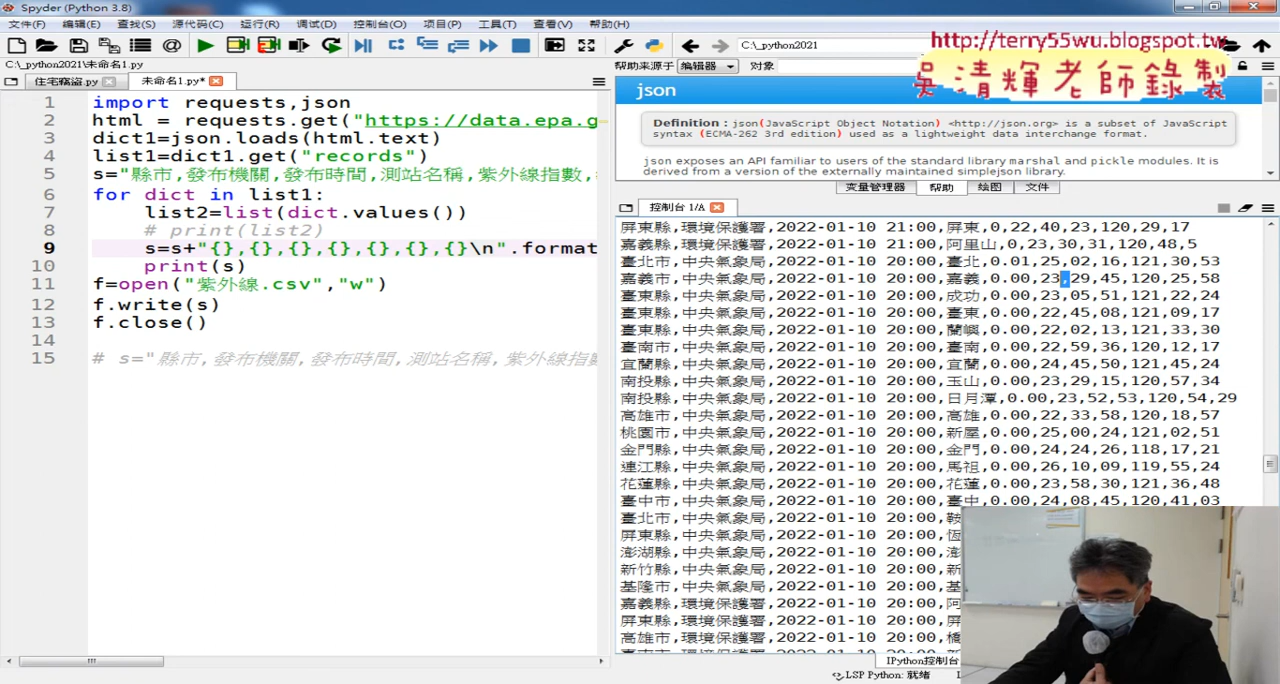 Spyder (Python 3.8)
文件(F) 编辑(E) 查找(S) 源代码(C) 运行(R) 调试(D) 控制台(O) 项目(P) 工具(T) 查看(V) 帮助(H)
C:\_python2021
http://terry55wu.blogspot.tw
吳清輝老師錄製
C:\_python2021\未命名1.py
帮助来源于 编辑器 对象
住宅竊盜.py 未命名1.py*
1 import requests,json
2 html = requests.get("https://data.epa.g
3 dict1=json.loads(html.text)
4 list1=dict1.get("records")
5 s="縣市,發布機關,發布時間,測站名稱,紫外線指數,
6 for dict in list1:
7 list2=list(dict.values())
8 # print(list2)
9 s=s+"{},{},{},{},{},{},{}\n".format
10 print(s)
11 f=open("紫外線.csv","w")
12 f.write(s)
13 f.close()
14
15 # s="縣市,發布機關,發布時間,測站名稱,紫外線指數
json
Definition : json(JavaScript Object Notation) <http://json.org> is a subset of JavaScript
syntax (ECMA-262 3rd edition) used as a lightweight data interchange format.
json exposes an API familiar to users of the standard library marshal and pickle modules. It is
derived from a version of the externally maintained simplejson library.
变量管理器 帮助 绘图 文件
控制台 1/A
屏東縣,環境保護署,2022-01-10 21:00,屏東,0,22,40,23,120,29,17
嘉義縣,環境保護署,2022-01-10 21:00,阿里山,0,23,30,31,120,48,5
臺北市,中央氣象局,2022-01-10 20:00,臺北,0.01,25,02,16,121,30,53
嘉義市,中央氣象局,2022-01-10 20:00,嘉義,0.00,23,29,45,120,25,58
臺東縣,中央氣象局,2022-01-10 20:00,成功,0.00,23,05,51,121,22,24
臺東縣,中央氣象局,2022-01-10 20:00,臺東,0.00,22,45,08,121,09,17
臺東縣,中央氣象局,2022-01-10 20:00,蘭嶼,0.00,22,02,13,121,33,30
臺南市,中央氣象局,2022-01-10 20:00,臺南,0.00,22,59,36,120,12,17
宜蘭縣,中央氣象局,2022-01-10 20:00,宜蘭,0.00,24,45,50,121,45,24
南投縣,中央氣象局,2022-01-10 20:00,玉山,0.00,23,29,15,120,57,34
南投縣,中央氣象局,2022-01-10 20:00,日月潭,0.00,23,52,53,120,54,29
高雄市,中央氣象局,2022-01-10 20:00,高雄,0.00,22,33,58,120,18,57
桃園市,中央氣象局,2022-01-10 20:00,新屋,0.00,25,00,24,121,02,51
金門縣,中央氣象局,2022-01-10 20:00,金門,0.00,24,24,26,118,17,21
連江縣,中央氣象局,2022-01-10 20:00,馬祖,0.00,26,10,09,119,55,24
花蓮縣,中央氣象局,2022-01-10 20:00,花蓮,0.00,23,58,30,121,36,48
臺中市,中央氣象局,2022-01-10 20:00,臺中,0.00,24,08,45,120,41,03
臺北市,中央氣象局,2022-01-10 20:00,鞍
屏東縣,中央氣象局,2022-01-10 20:00,恆
澎湖縣,中央氣象局,2022-01-10 20:00,澎
新竹縣,中央氣象局,2022-01-10 20:00,新
基隆市,中央氣象局,2022-01-10 20:00,基
嘉義縣,環境保護署,2022-01-10 20:00,阿
屏東縣,環境保護署,2022-01-10 20:00,屏
高雄市,環境保護署,2022-01-10 20:00,橋
IPython控制台
LSP Python: 就绪